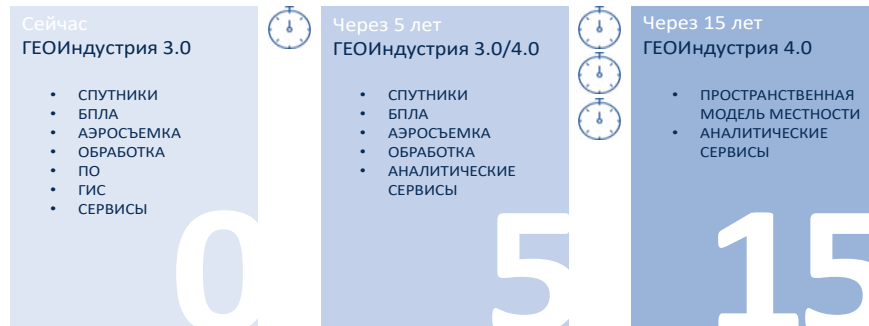 Сейчас
ГЕОИндустрия 3.0
• СПУТНИКИ
• БПЛА
• АЭРОСЪЕМКА
• ОБРАБОТКА
• ПО
• ГИС
• СЕРВИСЫ
0
Через 5 лет
ГЕОИндустрия 3.0/4.0
• СПУТНИКИ
• БПЛА
• АЭРОСЪЕМКА
• ОБРАБОТКА
• АНАЛИТИЧЕСКИЕ
СЕРВИСЫ
5
Через 15 лет
ГЕОИндустрия 4.0
• ПРОСТРАНСТВЕННАЯ
МОДЕЛЬ МЕСТНОСТИ
• АНАЛИТИЧЕСКИЕ
СЕРВИСЫ
15